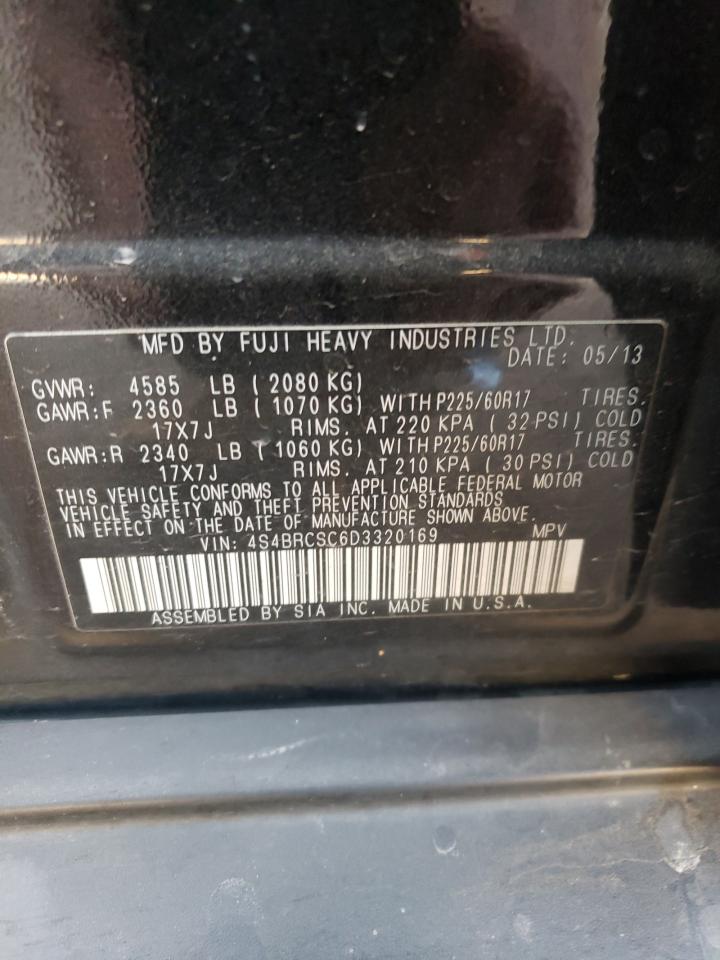 MFD BY FUJI HEAVY INDUSTRIES LTD.
DATE: 05/13
GVWR: 4585 LB (2080 KG)
GAWR:F 2360 LB (1070 KG) WITH P225/60R17 TIRES.
17X7J RIMS. AT 220 KPA (32 PSI) COLD
GAWR:R 2340 LB (1060 KG) WITH P225/60R17 TIRES.
17X7J RIMS. AT 210 KPA (30 PSI) COLD
THIS VEHICLE CONFORMS TO ALL APPLICABLE FEDERAL MOTOR
VEHICLE SAFETY AND THEFT PREVENTION STANDARDS
IN EFFECT ON THE DATE OF MANUFACTURE SHOWN ABOVE.
VIN: 4S4BRCSC6D3320169 MPV
ASSEMBLED BY SIA INC. MADE IN U.S.A.